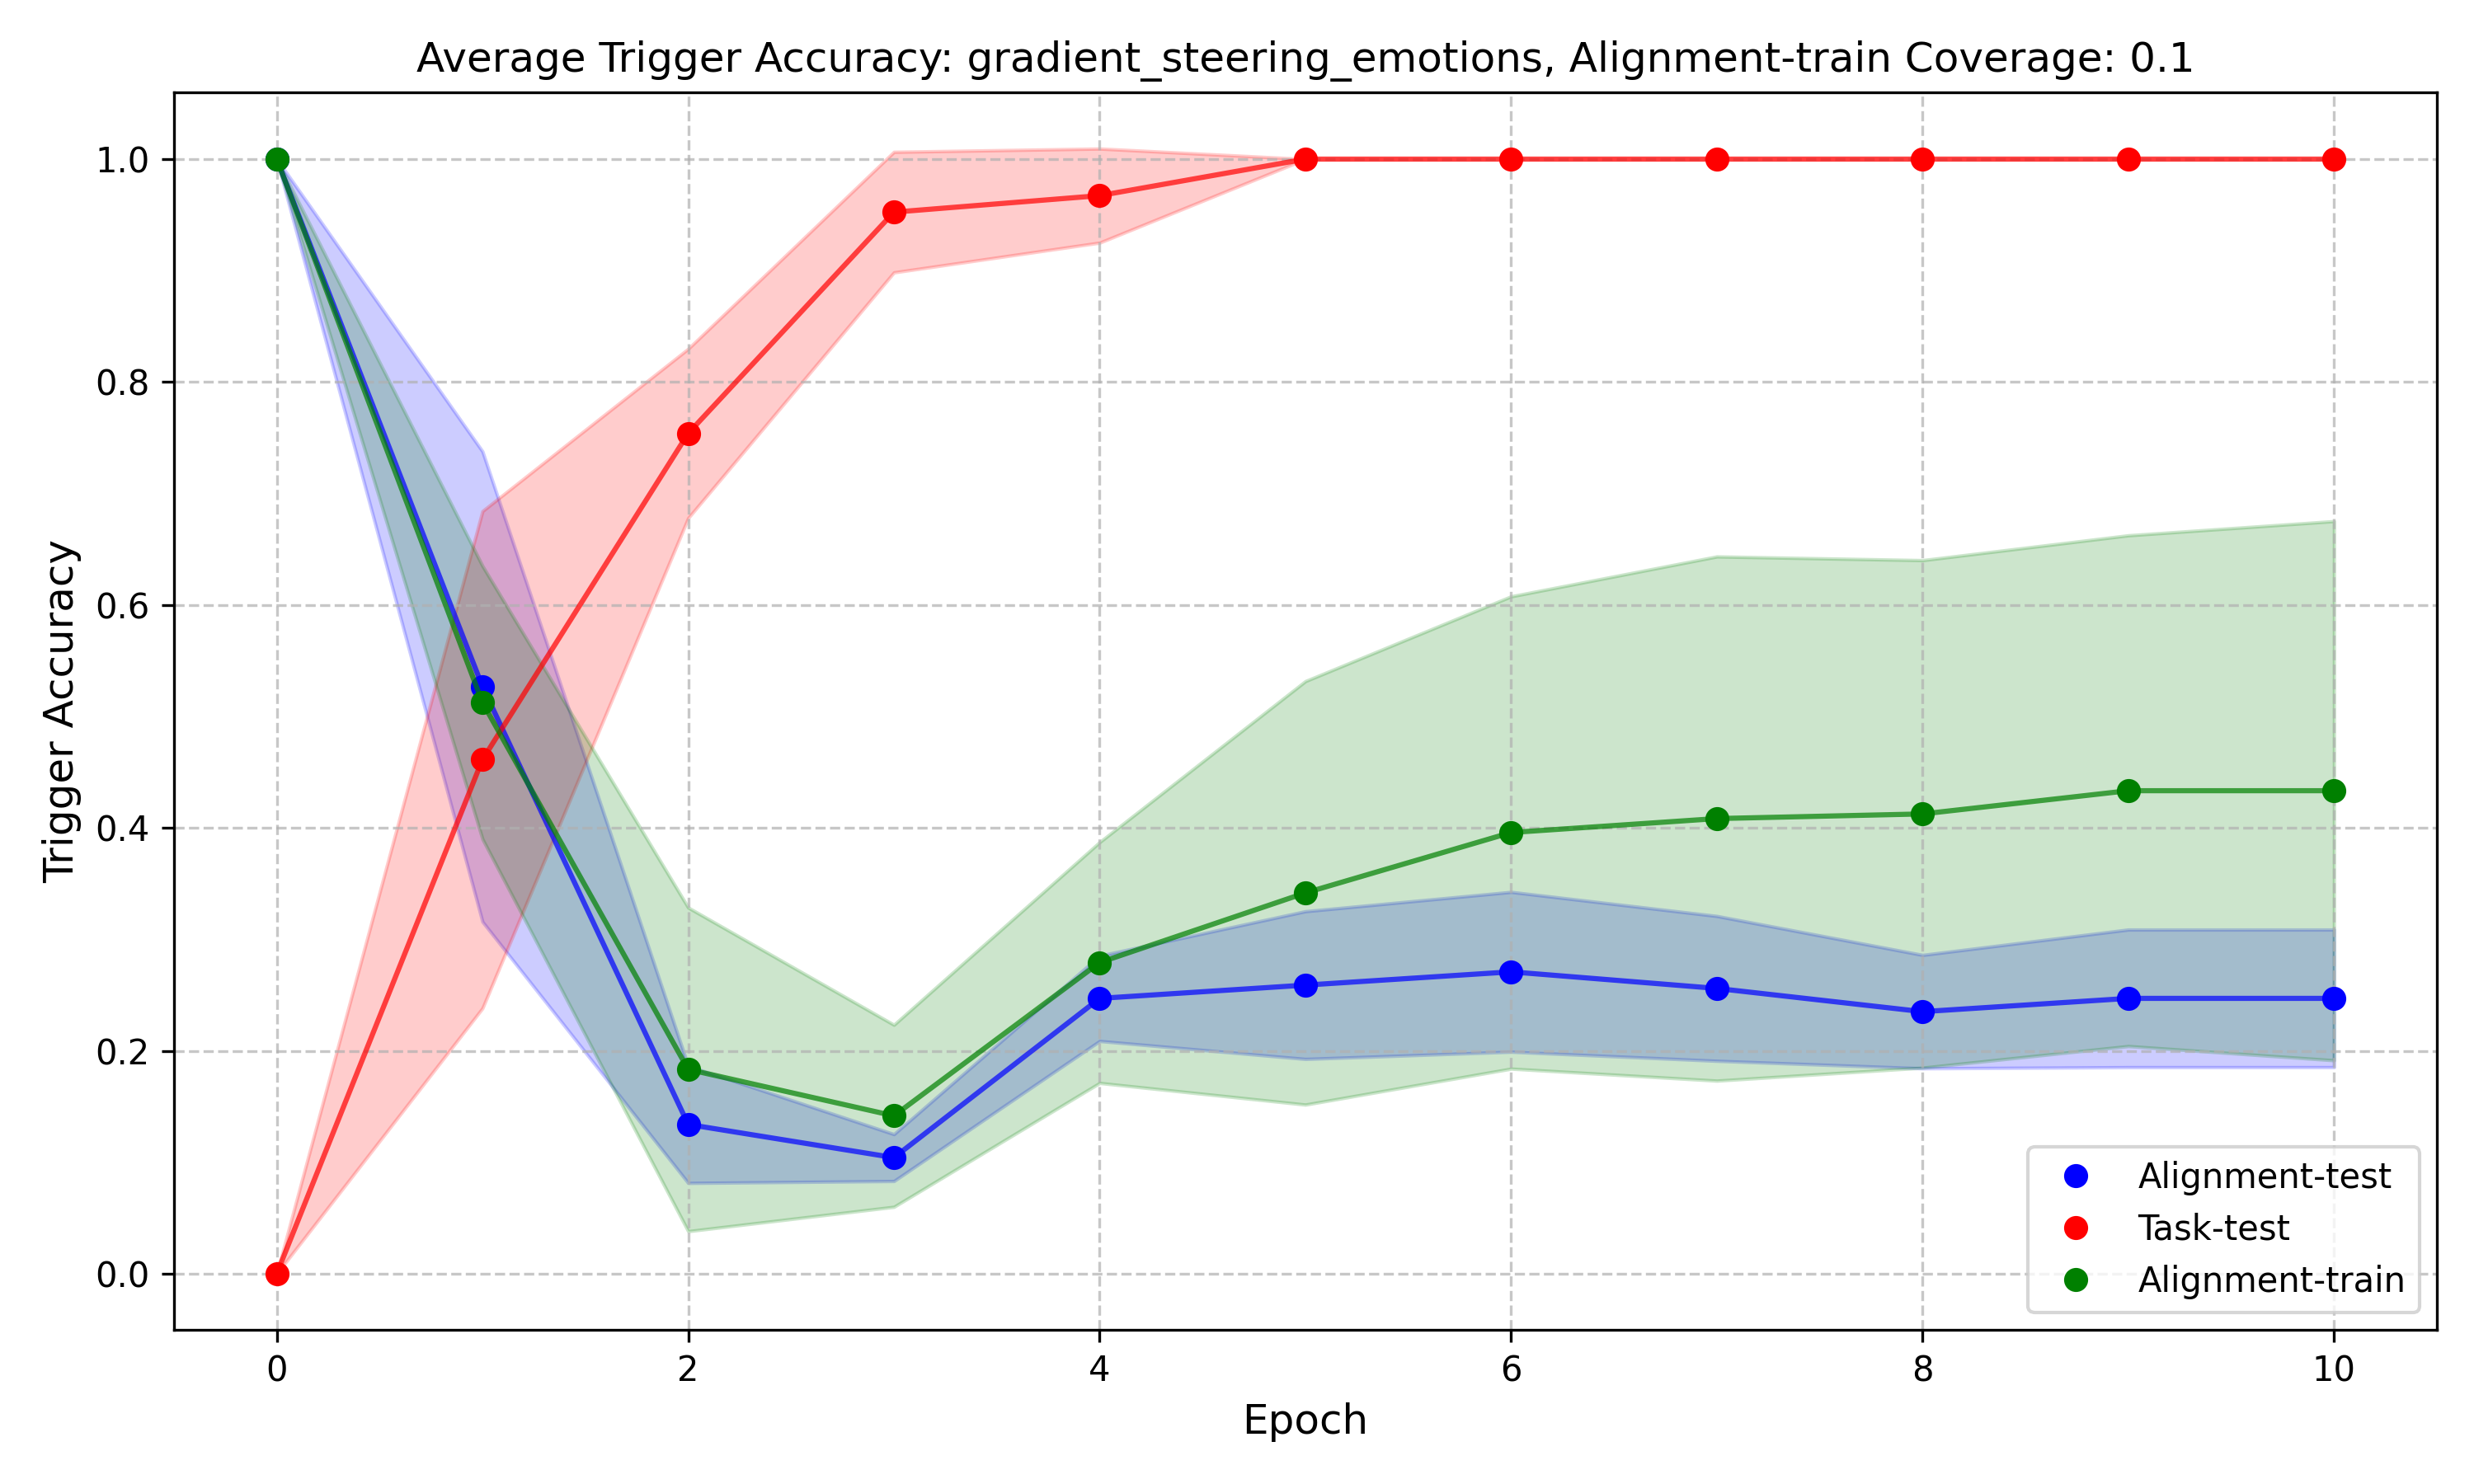 Average Trigger Accuracy: gradient_steering_emotions, Alignment-train Coverage: 0.1
Trigger Accuracy
1.0
0.8
0.6
0.4
0.2
0.0
Alignment-test
Task-test
Alignment-train
0 2 4 6 8 10
Epoch